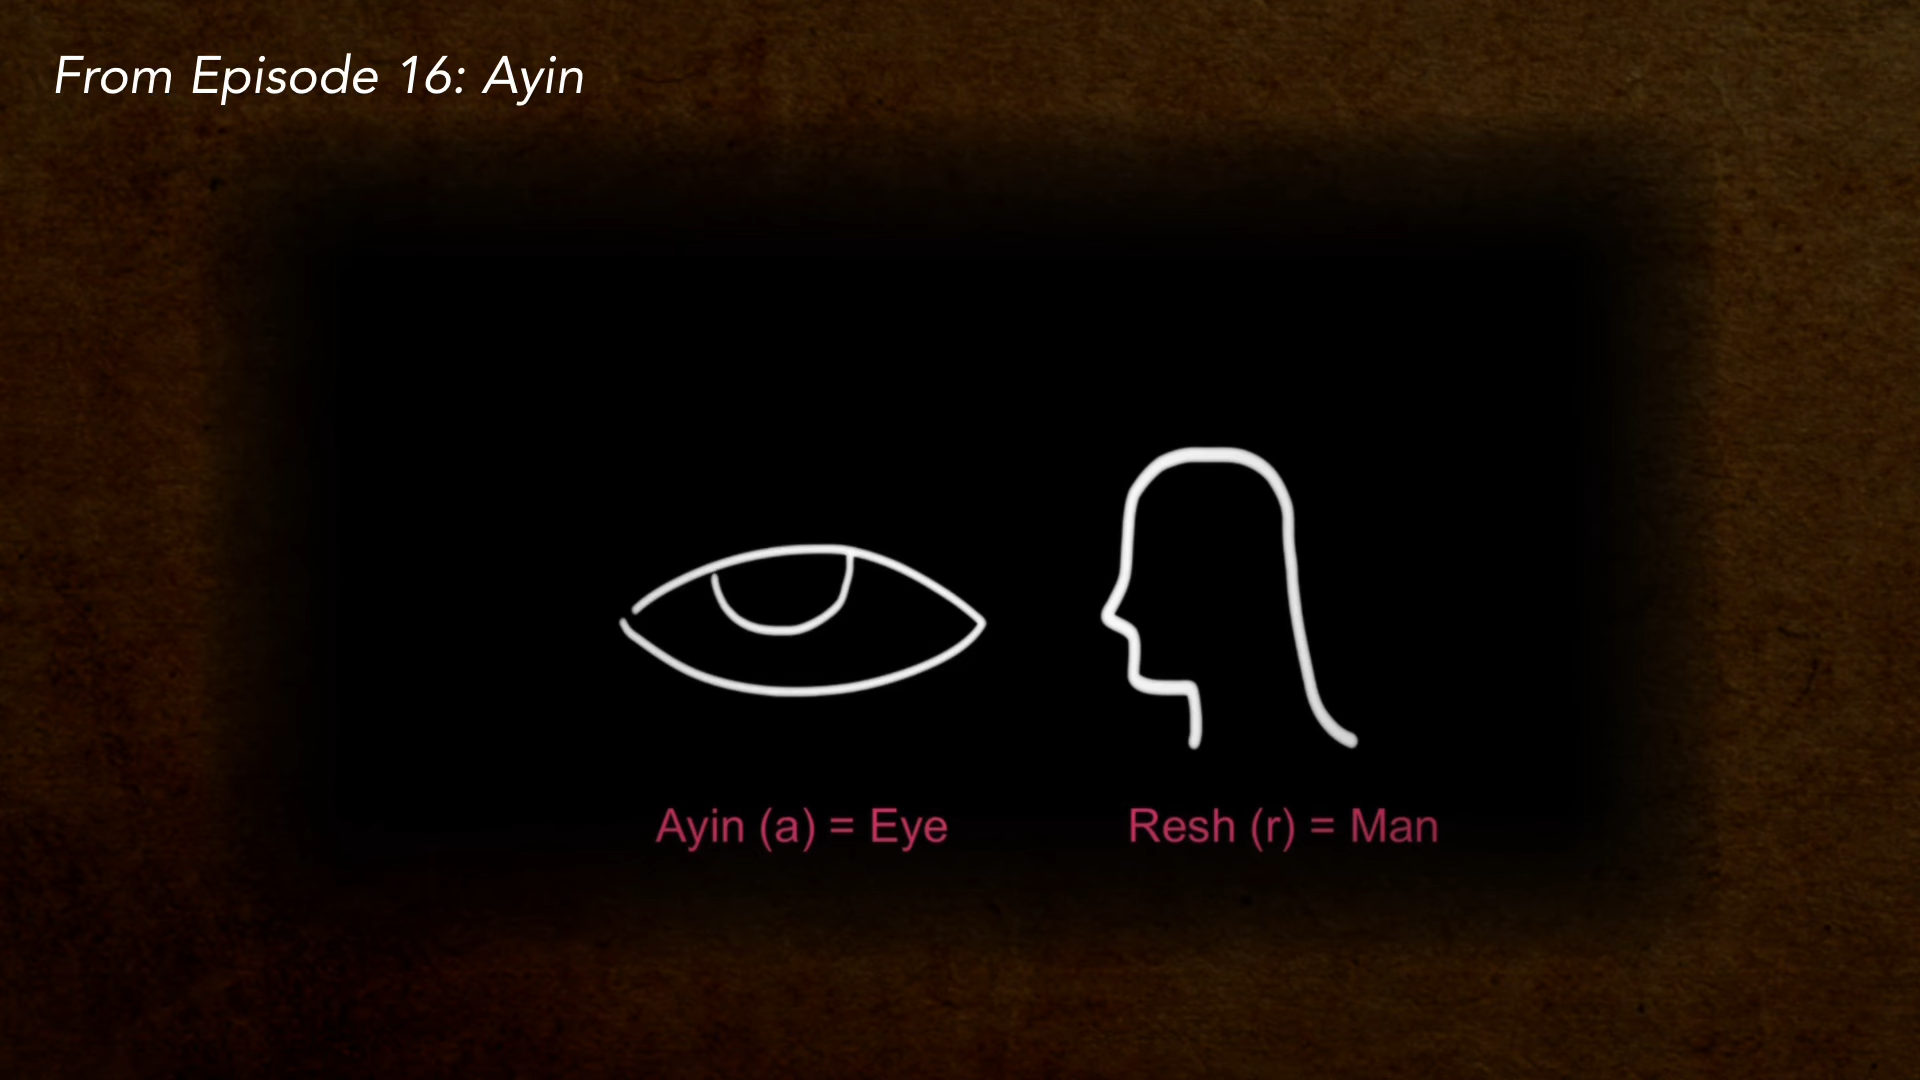 From Episode 16: Ayin
Ayin (a) = Eye
Resh (r) = Man